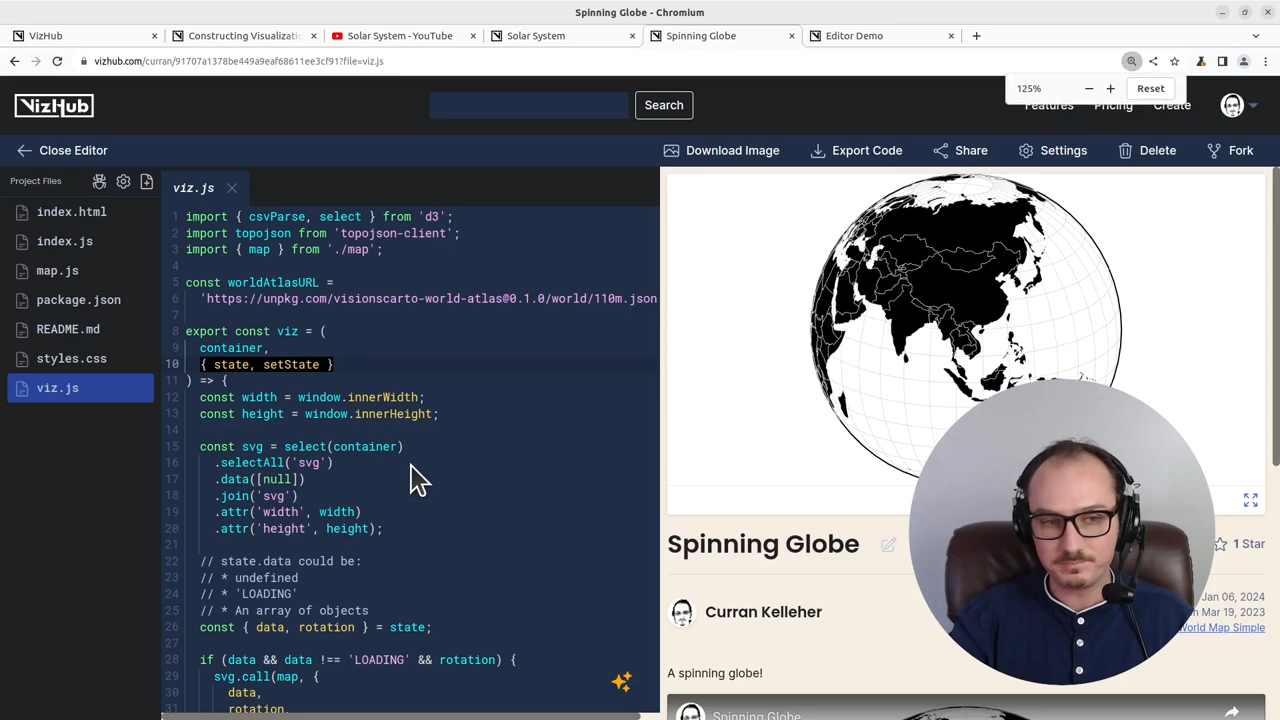 Spinning Globe - Chromium
VizHub
Constructing Visualizatio
Solar System - YouTube
Solar System
Spinning Globe
Editor Demo
vizhub.com/curran/91707a1378be449a9eaf68611ee3cf91?file=viz.js
125%
Reset
VizHub
Search
Features
Pricing
Create
Close Editor
Download Image
Export Code
Share
Settings
Delete
Fork
Project Files
index.html
index.js
map.js
package.json
README.md
styles.css
viz.js
viz.js
1 import { csvParse, select } from 'd3';
2 import topojson from 'topojson-client';
3 import { map } from './map';
4
5 const worldAtlasURL =
6 'https://unpkg.com/visionscarto-world-atlas@0.1.0/world/110m.json
7
8 export const viz = (
9 container,
10 { state, setState }
11 ) => {
12 const width = window.innerWidth;
13 const height = window.innerHeight;
14
15 const svg = select(container)
16 .selectAll('svg')
17 .data([null])
18 .join('svg')
19 .attr('width', width)
20 .attr('height', height);
21
22 // state.data could be:
23 // * undefined
24 // * 'LOADING'
25 // * An array of objects
26 const { data, rotation } = state;
27
28 if (data && data !== 'LOADING' && rotation) {
29 svg.call(map, {
30 data,
31 rotation,
Spinning Globe
1 Star
Curran Kelleher
Jan 06, 2024
Mar 19, 2023
World Map Simple
A spinning globe!
Spinning Globe